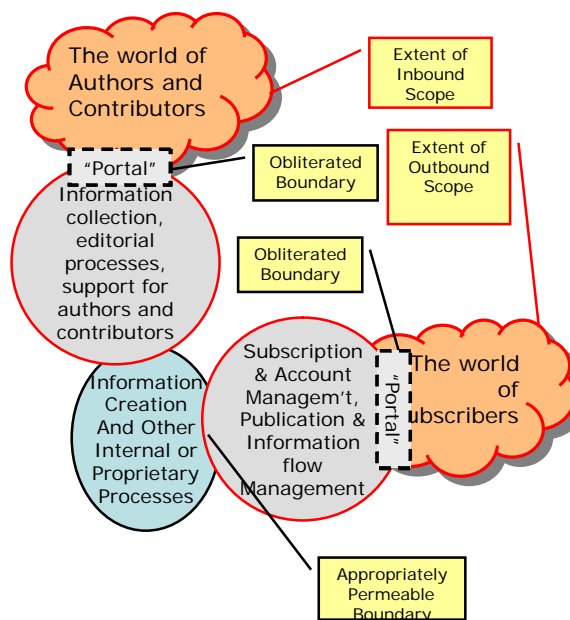 The world of
Authors and
Contributors
Extent of
Inbound
Scope
Extent of
Outbound
Scope
"Portal"
Obliterated
Boundary
Information
collection,
editorial
processes,
support for
authors and
contributors
Obliterated
Boundary
Subscription
& Account
Managem't,
Publication &
Information
flow
Management
"Portal"
The world
of
ubscribers
Information
Creation
And Other
Internal or
Proprietary
Processes
Appropriately
Permeable
Boundary